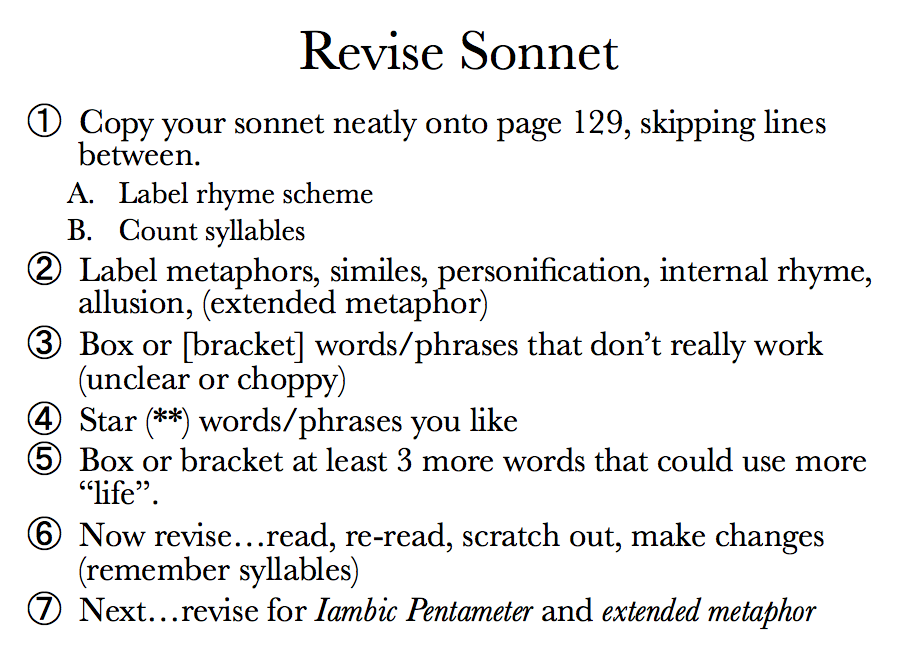 Revise Sonnet
① Copy your sonnet neatly onto page 129, skipping lines
between.
A. Label rhyme scheme
B. Count syllables
② Label metaphors, similes, personification, internal rhyme,
allusion, (extended metaphor)
③ Box or [bracket] words/phrases that don’t really work
(unclear or choppy)
④ Star (**) words/phrases you like
⑤ Box or bracket at least 3 more words that could use more
“life”.
⑥ Now revise…read, re-read, scratch out, make changes
(remember syllables)
⑦ Next…revise for Iambic Pentameter and extended metaphor